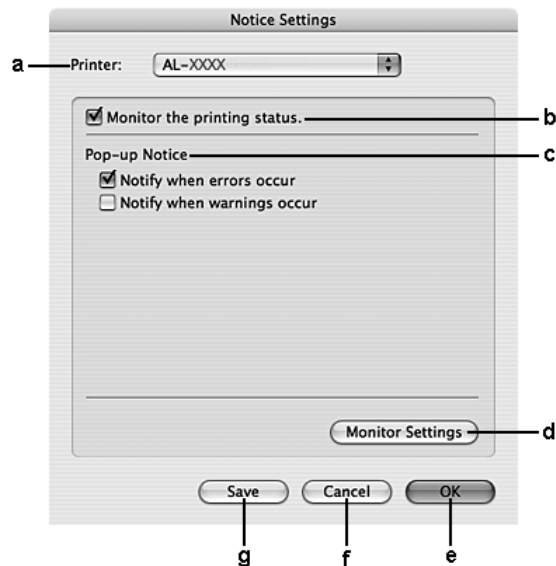 Notice Settings
a Printer: AL-XXXX
Monitor the printing status. b
Pop-up Notice c
Notify when errors occur
Notify when warnings occur
Monitor Settings d
Save Cancel OK
g f e